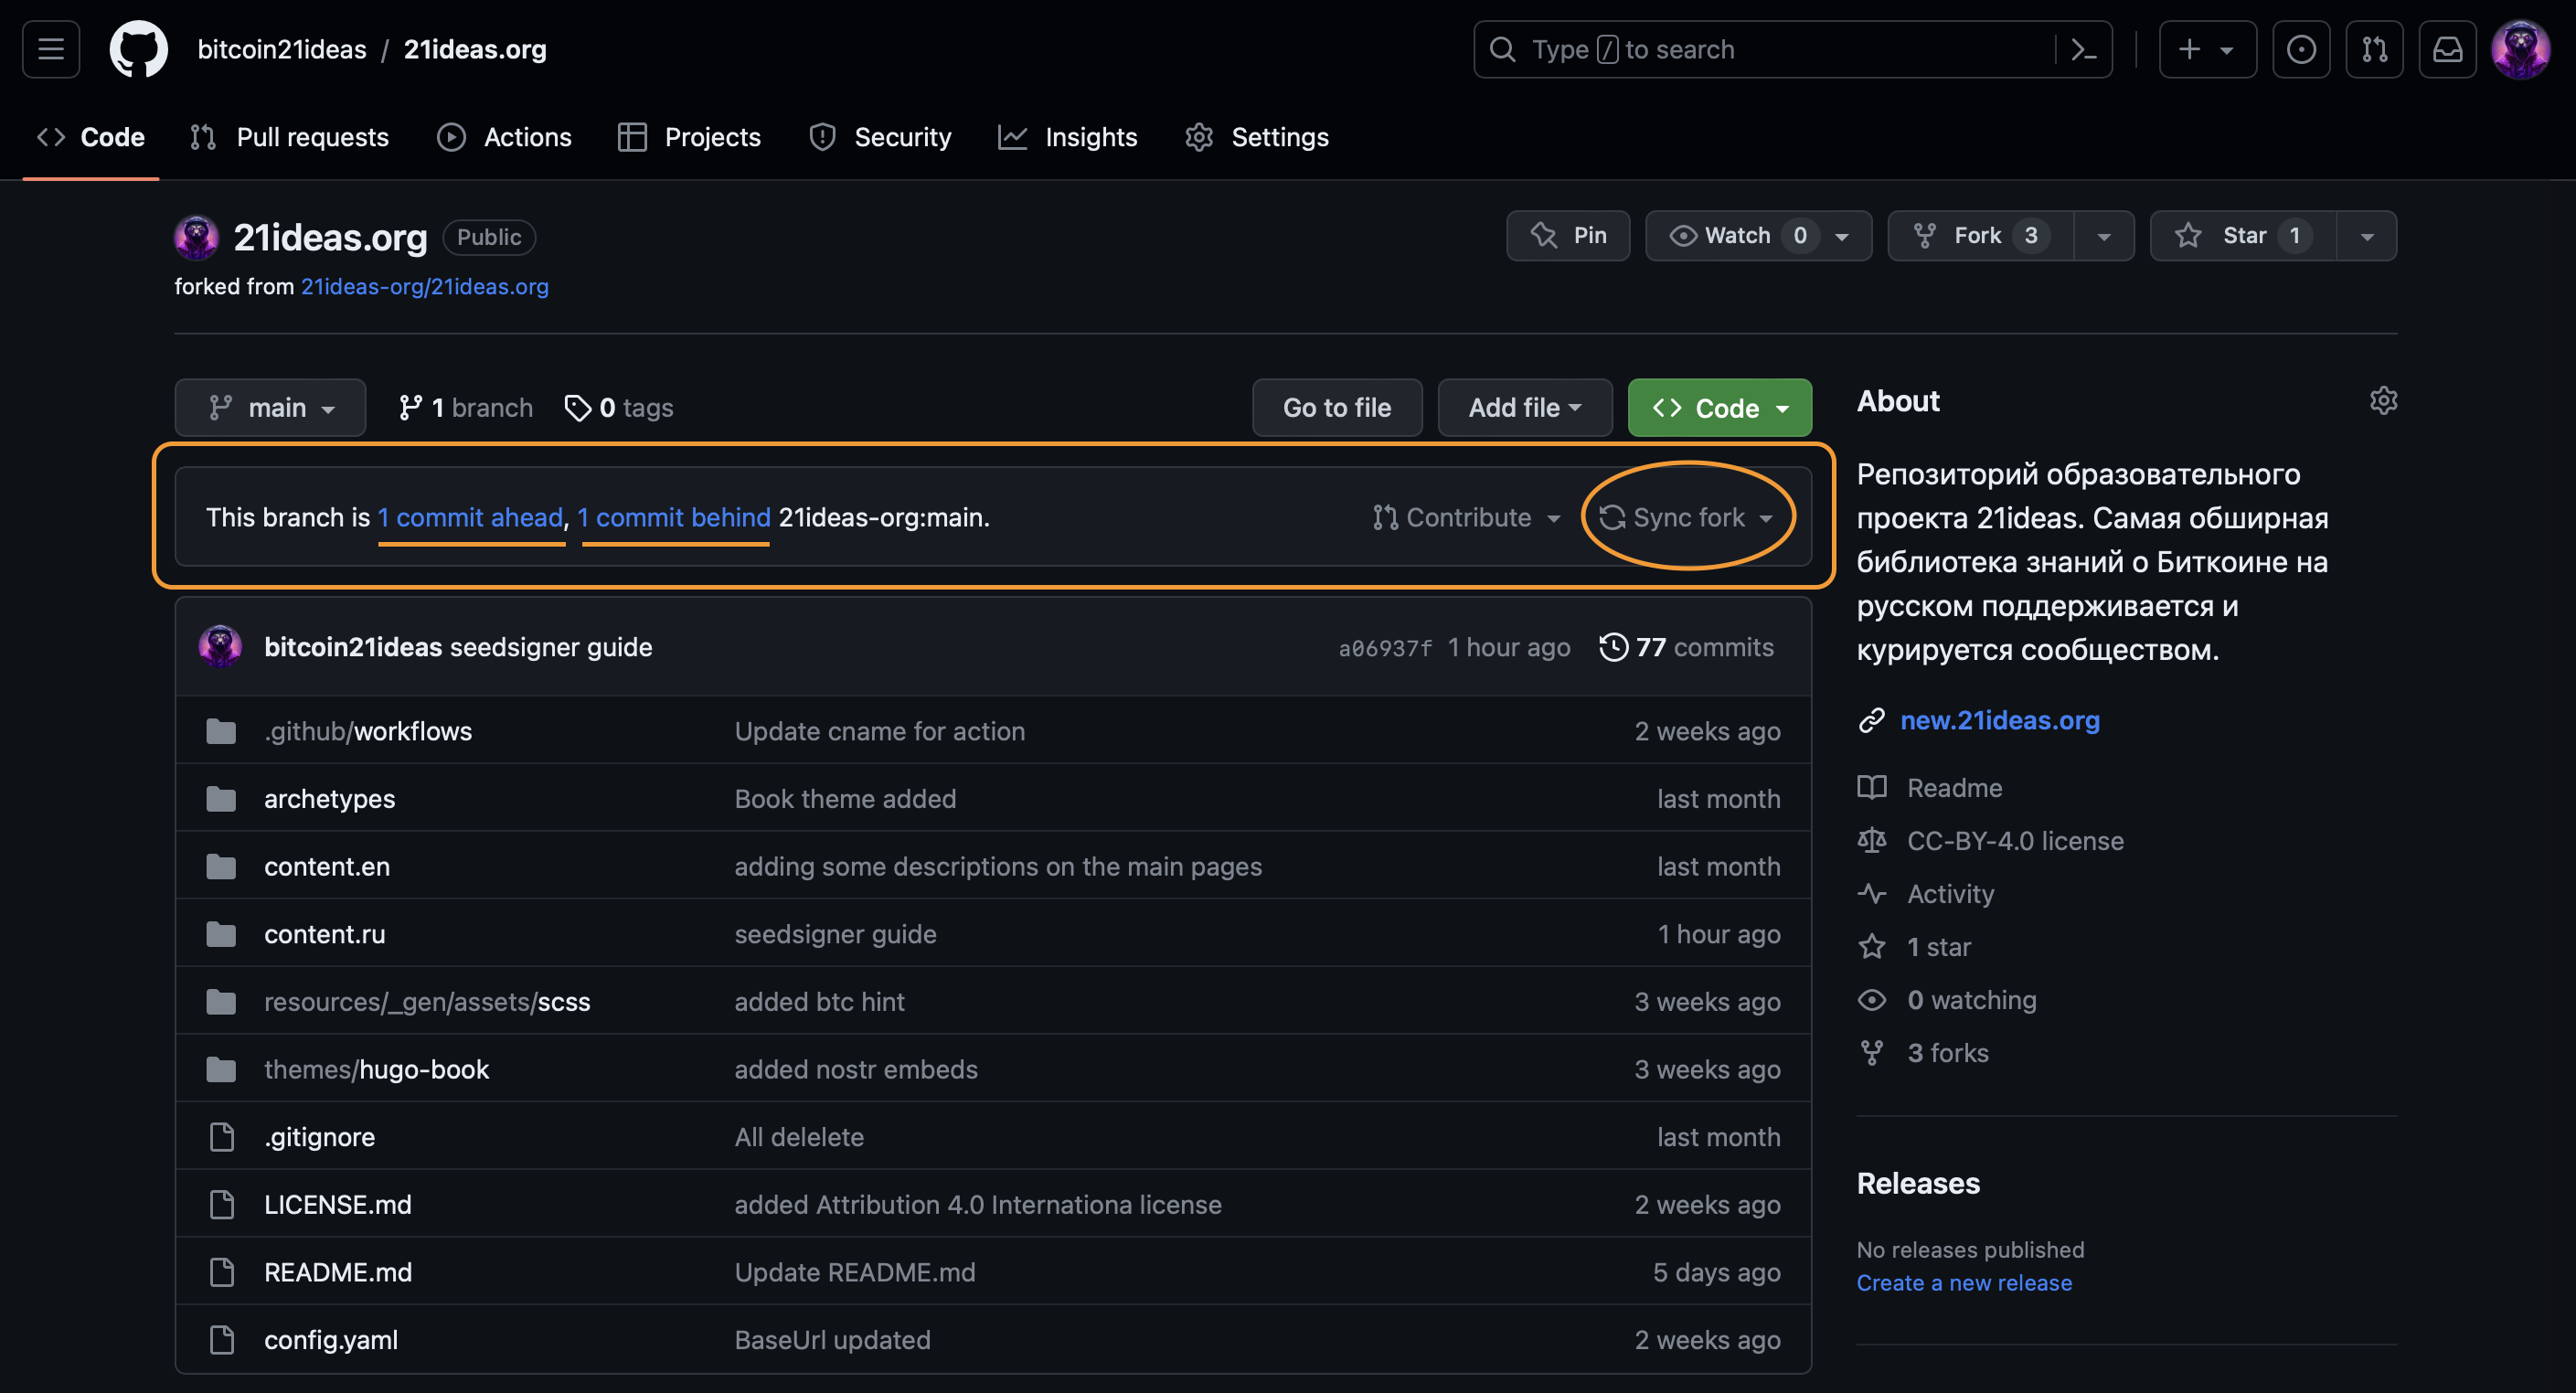 bitcoin21ideas / 21ideas.org
Type / to search
Code Pull requests Actions Projects Security Insights Settings
21ideas.org Public
Pin Watch 0 Fork 3 Star 1
forked from 21ideas-org/21ideas.org
main 1 branch 0 tags
Go to file Add file Code
This branch is 1 commit ahead, 1 commit behind 21ideas-org:main.
Contribute Sync fork
bitcoin21ideas seedsigner guide a06937f 1 hour ago 77 commits
.github/workflows Update cname for action 2 weeks ago
archetypes Book theme added last month
content.en adding some descriptions on the main pages last month
content.ru seedsigner guide 1 hour ago
resources/_gen/assets/scss added btc hint 3 weeks ago
themes/hugo-book added nostr embeds 3 weeks ago
.gitignore All delelete last month
LICENSE.md added Attribution 4.0 Internationa license 2 weeks ago
README.md Update README.md 5 days ago
config.yaml BaseUrl updated 2 weeks ago
About
Репозиторий образовательного
проекта 21ideas. Самая обширная
библиотека знаний о Биткоине на
русском поддерживается и
курируется сообществом.
new.21ideas.org
Readme
CC-BY-4.0 license
Activity
1 star
0 watching
3 forks
Releases
No releases published
Create a new release